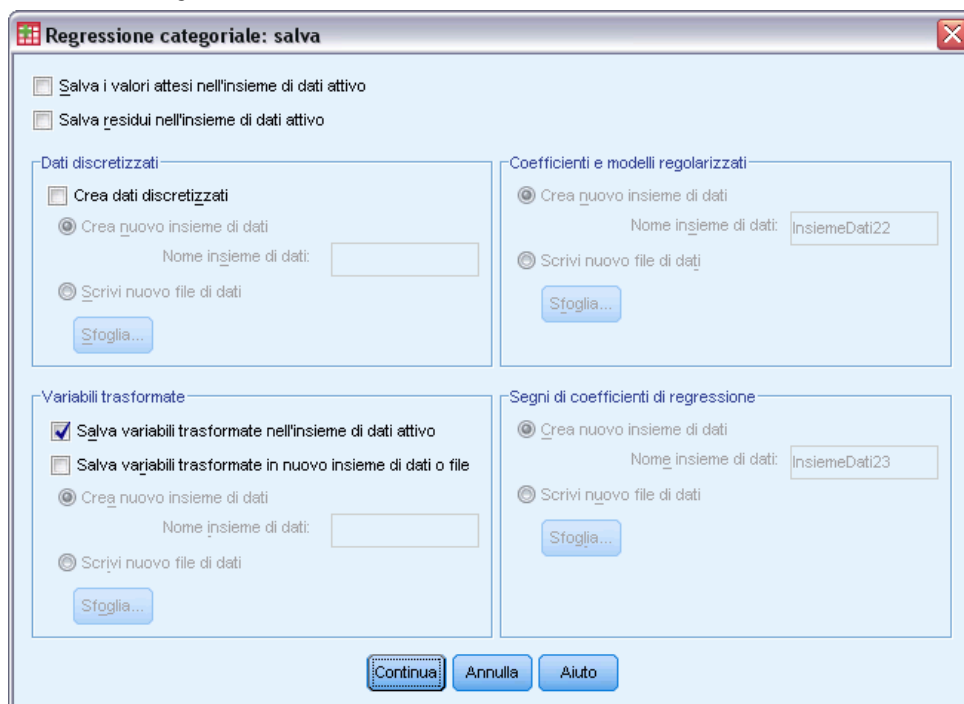 Regressione categoriale: salva
Salva i valori attesi nell'insieme di dati attivo
Salva residui nell'insieme di dati attivo
Dati discretizzati
Crea dati discretizzati
Crea nuovo insieme di dati
Nome insieme di dati:
Scrivi nuovo file di dati
Sfoglia...
Coefficienti e modelli regolarizzati
Crea nuovo insieme di dati
Nome insieme di dati: InsiemeDati22
Scrivi nuovo file di dati
Sfoglia...
Variabili trasformate
Salva variabili trasformate nell'insieme di dati attivo
Salva variabili trasformate in nuovo insieme di dati o file
Crea nuovo insieme di dati
Nome insieme di dati:
Scrivi nuovo file di dati
Sfoglia...
Segni di coefficienti di regressione
Crea nuovo insieme di dati
Nome insieme di dati: InsiemeDati23
Scrivi nuovo file di dati
Sfoglia...
Continua Annulla Aiuto